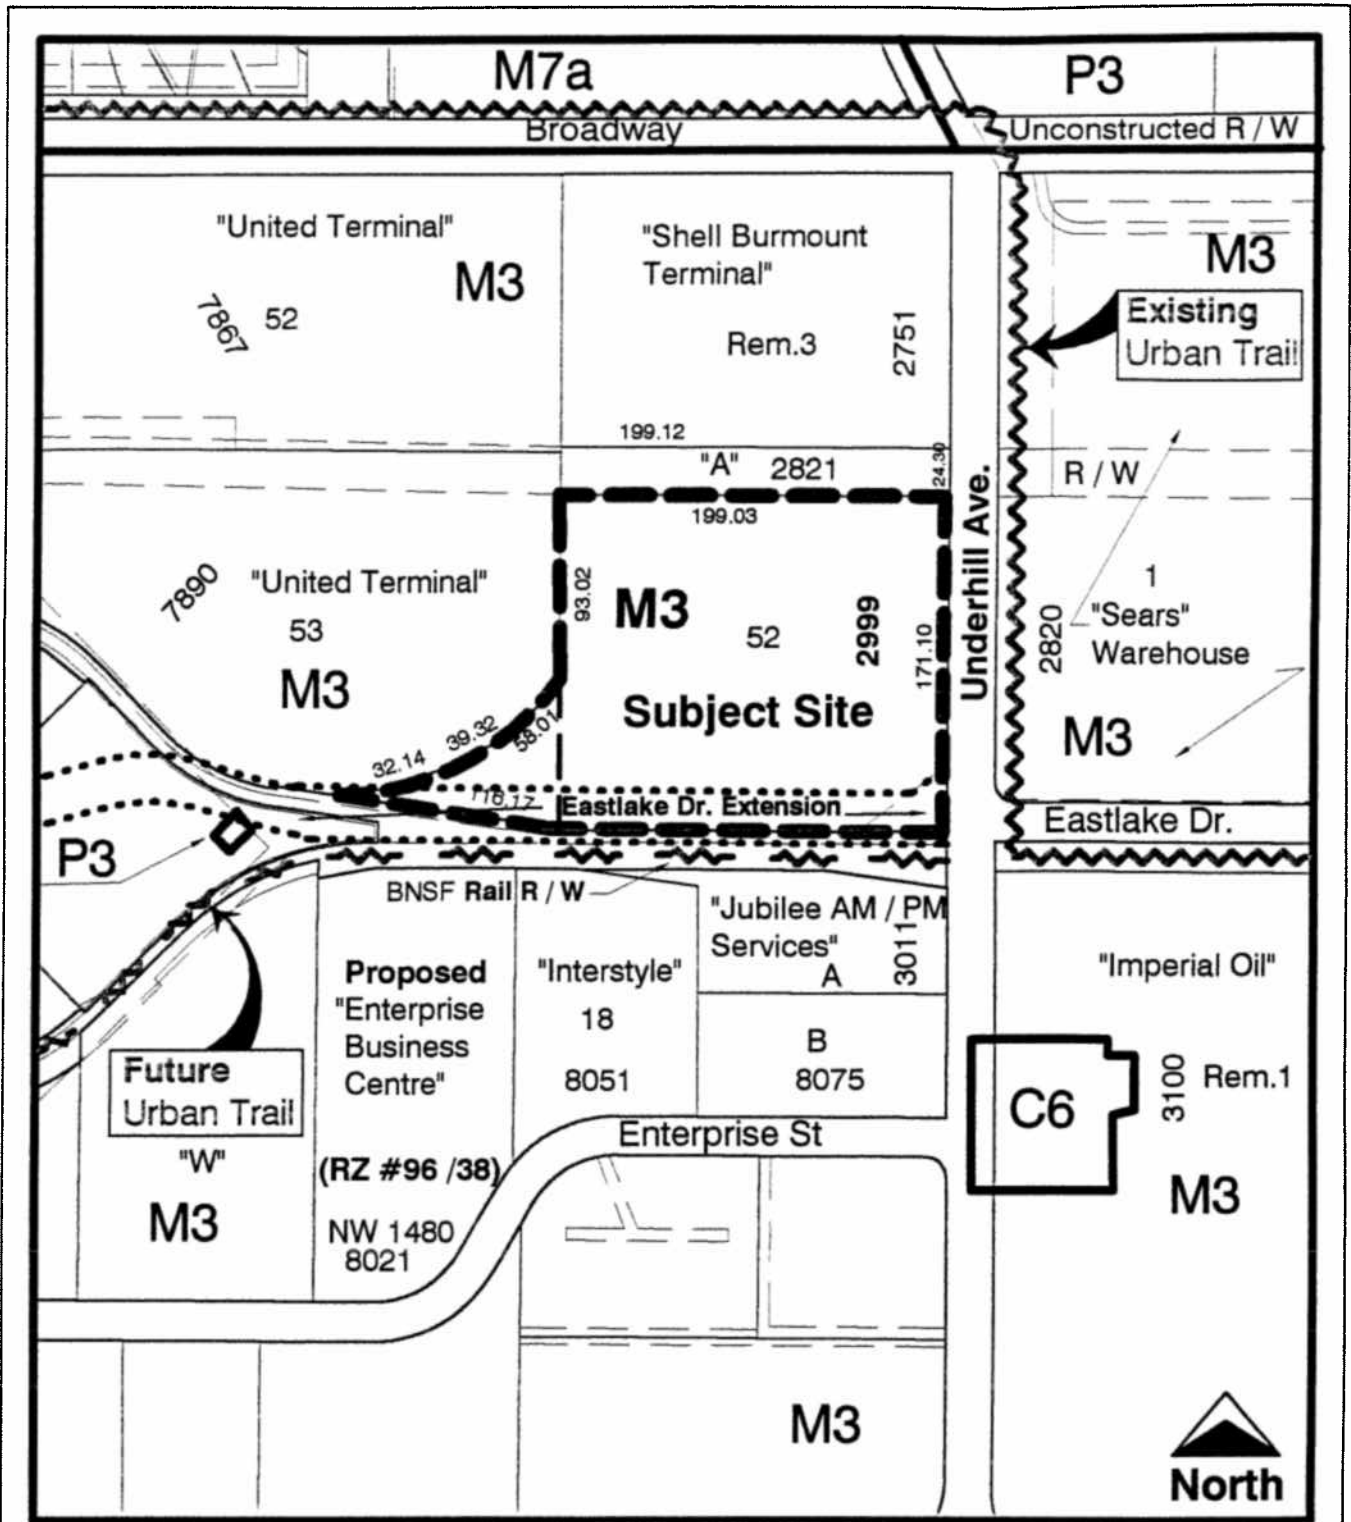 M7a
P3
Broadway
Unconstructed R / W
"United Terminal"
M3
7867
52
"Shell Burmount
Terminal"
Rem.3
2751
M3
Existing
Urban Trail
199.12
"A" 2821
24.30
R / W
199.03
Underhill Ave.
7890
"United Terminal"
53
M3
93.02
M3
52
2999
171.10
Subject Site
1
"Sears"
Warehouse
2820
M3
39.32
58.01
32.14
116.17
Eastlake Dr. Extension
Eastlake Dr.
P3
BNSF Rail R / W
"Jubilee AM / PM
Services"
A
3011
"Imperial Oil"
Proposed
"Enterprise
Business
Centre"
"Interstyle"
18
8051
B
8075
Future
Urban Trail
"W"
M3
C6
3100
Rem.1
M3
Enterprise St
(RZ #96 /38)
NW 1480
8021
M3
North